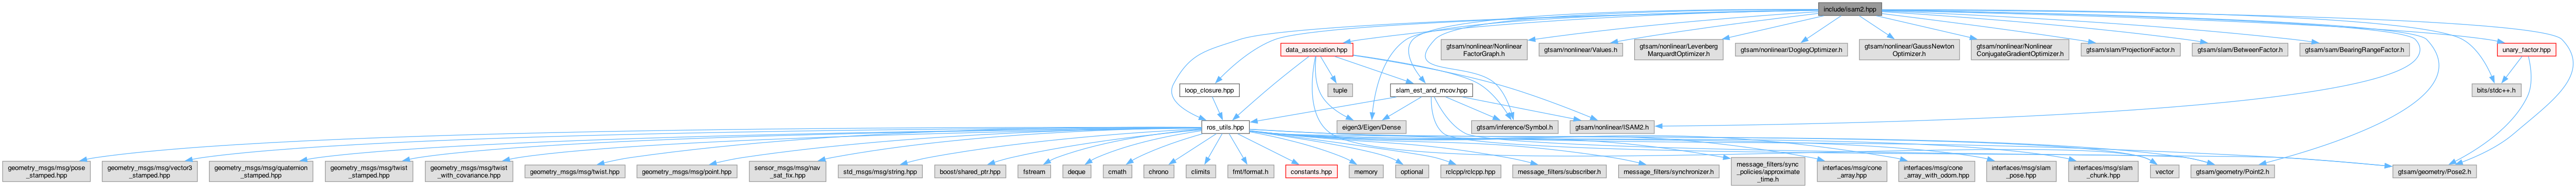 include/isam2.hpp
data_association.hpp
gtsam/nonlinear/Nonlinear
FactorGraph.h
gtsam/nonlinear/Values.h
gtsam/nonlinear/Levenberg
MarquardtOptimizer.h
gtsam/nonlinear/DoglegOptimizer.h
gtsam/nonlinear/GaussNewton
Optimizer.h
gtsam/nonlinear/Nonlinear
ConjugateGradientOptimizer.h
gtsam/slam/ProjectionFactor.h
gtsam/slam/BetweenFactor.h
gtsam/sam/BearingRangeFactor.h
unary_factor.hpp
loop_closure.hpp
tuple
slam_est_and_mcov.hpp
bits/stdc++.h
ros_utils.hpp
eigen3/Eigen/Dense
gtsam/inference/Symbol.h
gtsam/nonlinear/ISAM2.h
geometry_msgs/msg/pose
_stamped.hpp
geometry_msgs/msg/vector3
_stamped.hpp
geometry_msgs/msg/quaternion
_stamped.hpp
geometry_msgs/msg/twist
_stamped.hpp
geometry_msgs/msg/twist
_with_covariance.hpp
geometry_msgs/msg/twist.hpp
geometry_msgs/msg/point.hpp
sensor_msgs/msg/nav
_sat_fix.hpp
std_msgs/msg/string.hpp
boost/shared_ptr.hpp
fstream
deque
cmath
chrono
climits
fmt/format.h
constants.hpp
memory
optional
rclcpp/rclcpp.hpp
message_filters/subscriber.h
message_filters/synchronizer.h
message_filters/sync
_policies/approximate
_time.h
interfaces/msg/cone
_array.hpp
interfaces/msg/cone
_array_with_odom.hpp
interfaces/msg/slam
_pose.hpp
interfaces/msg/slam
_chunk.hpp
vector
gtsam/geometry/Point2.h
gtsam/geometry/Pose2.h